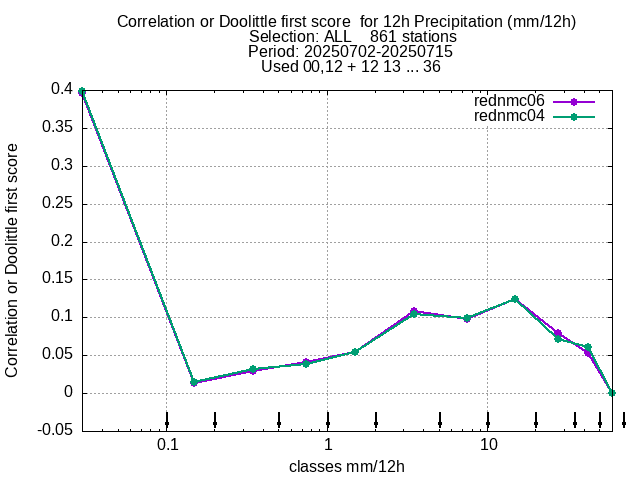 Correlation or Doolittle first score  for 12h Precipitation (mm/12h)
Selection: ALL    861 stations
Period: 20250702-20250715
Used 00,12 + 12 13 ... 36
rednmc06
rednmc04
0.4
0.35
0.3
0.25
0.2
0.15
0.1
0.05
0
-0.05
Correlation or Doolittle first score
0.1
1
10
classes mm/12h